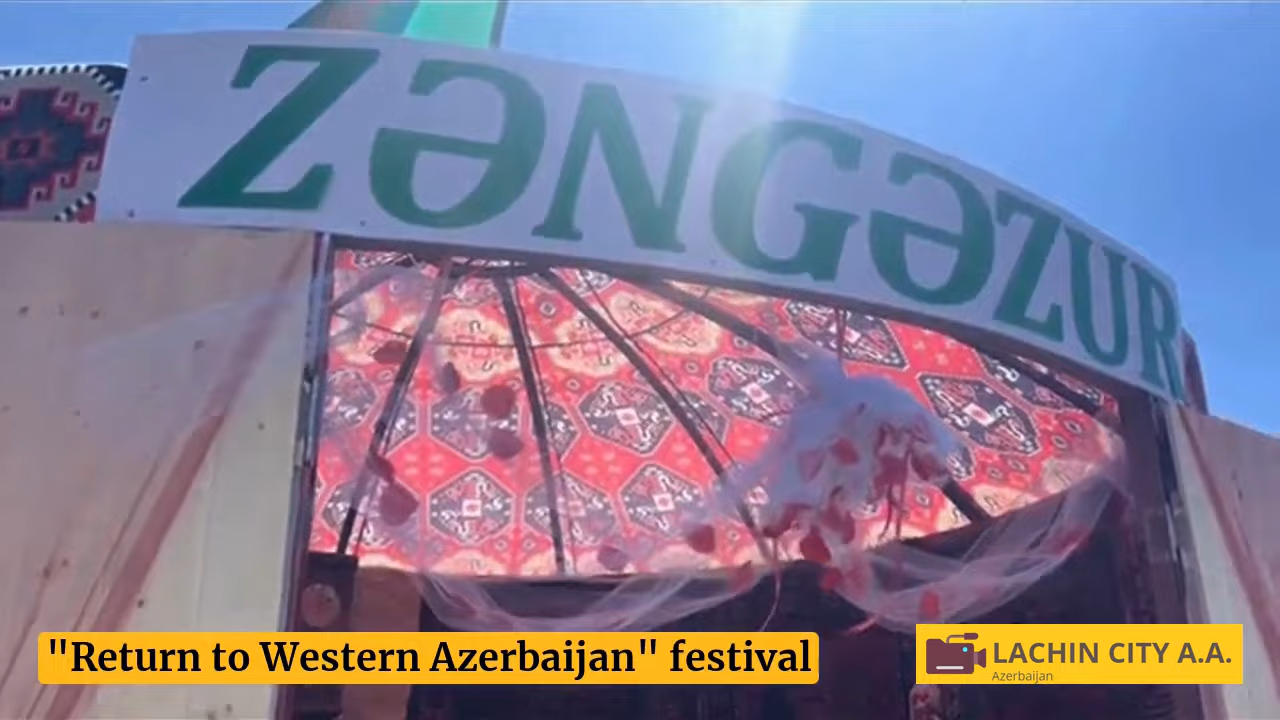 ZƏNGƏZUR
"Return to Western Azerbaijan" festival
LACHIN CITY A.A.
Azerbaijan